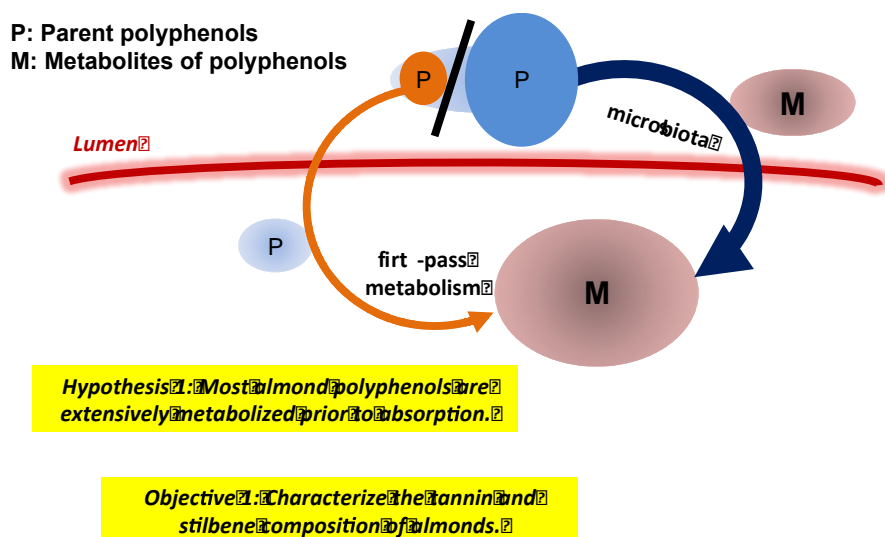 P: Parent polyphenols
M: Metabolites of polyphenols
P
P
M
microbiota
Lumen
P
firt -pass
metabolism
M
Hypothesis 1: Most almond polyphenols are
extensively metabolized prior to absorption.
Objective 1: Characterize the tannin and
stilbene composition of almonds.